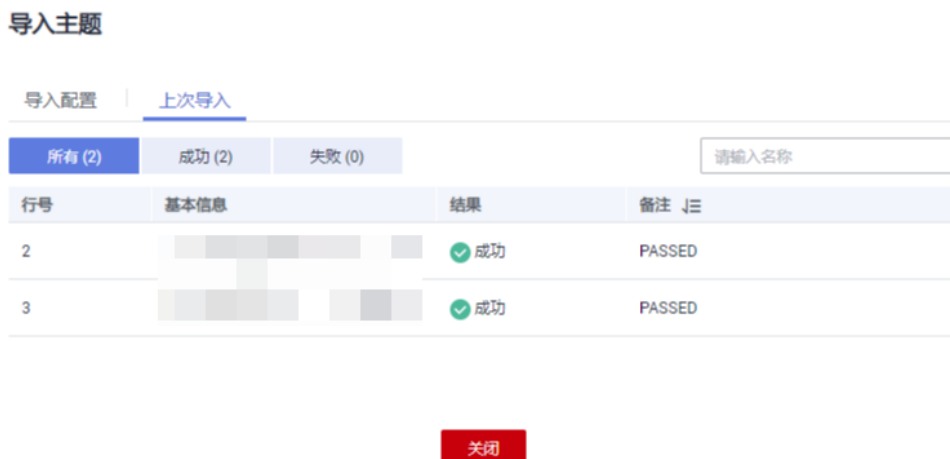 导入主题
导入配置 上次导入
所有 (2) 成功 (2) 失败 (0) 请输入名称
行号 基本信息 结果 备注
2 成功 PASSED
3 成功 PASSED
关闭